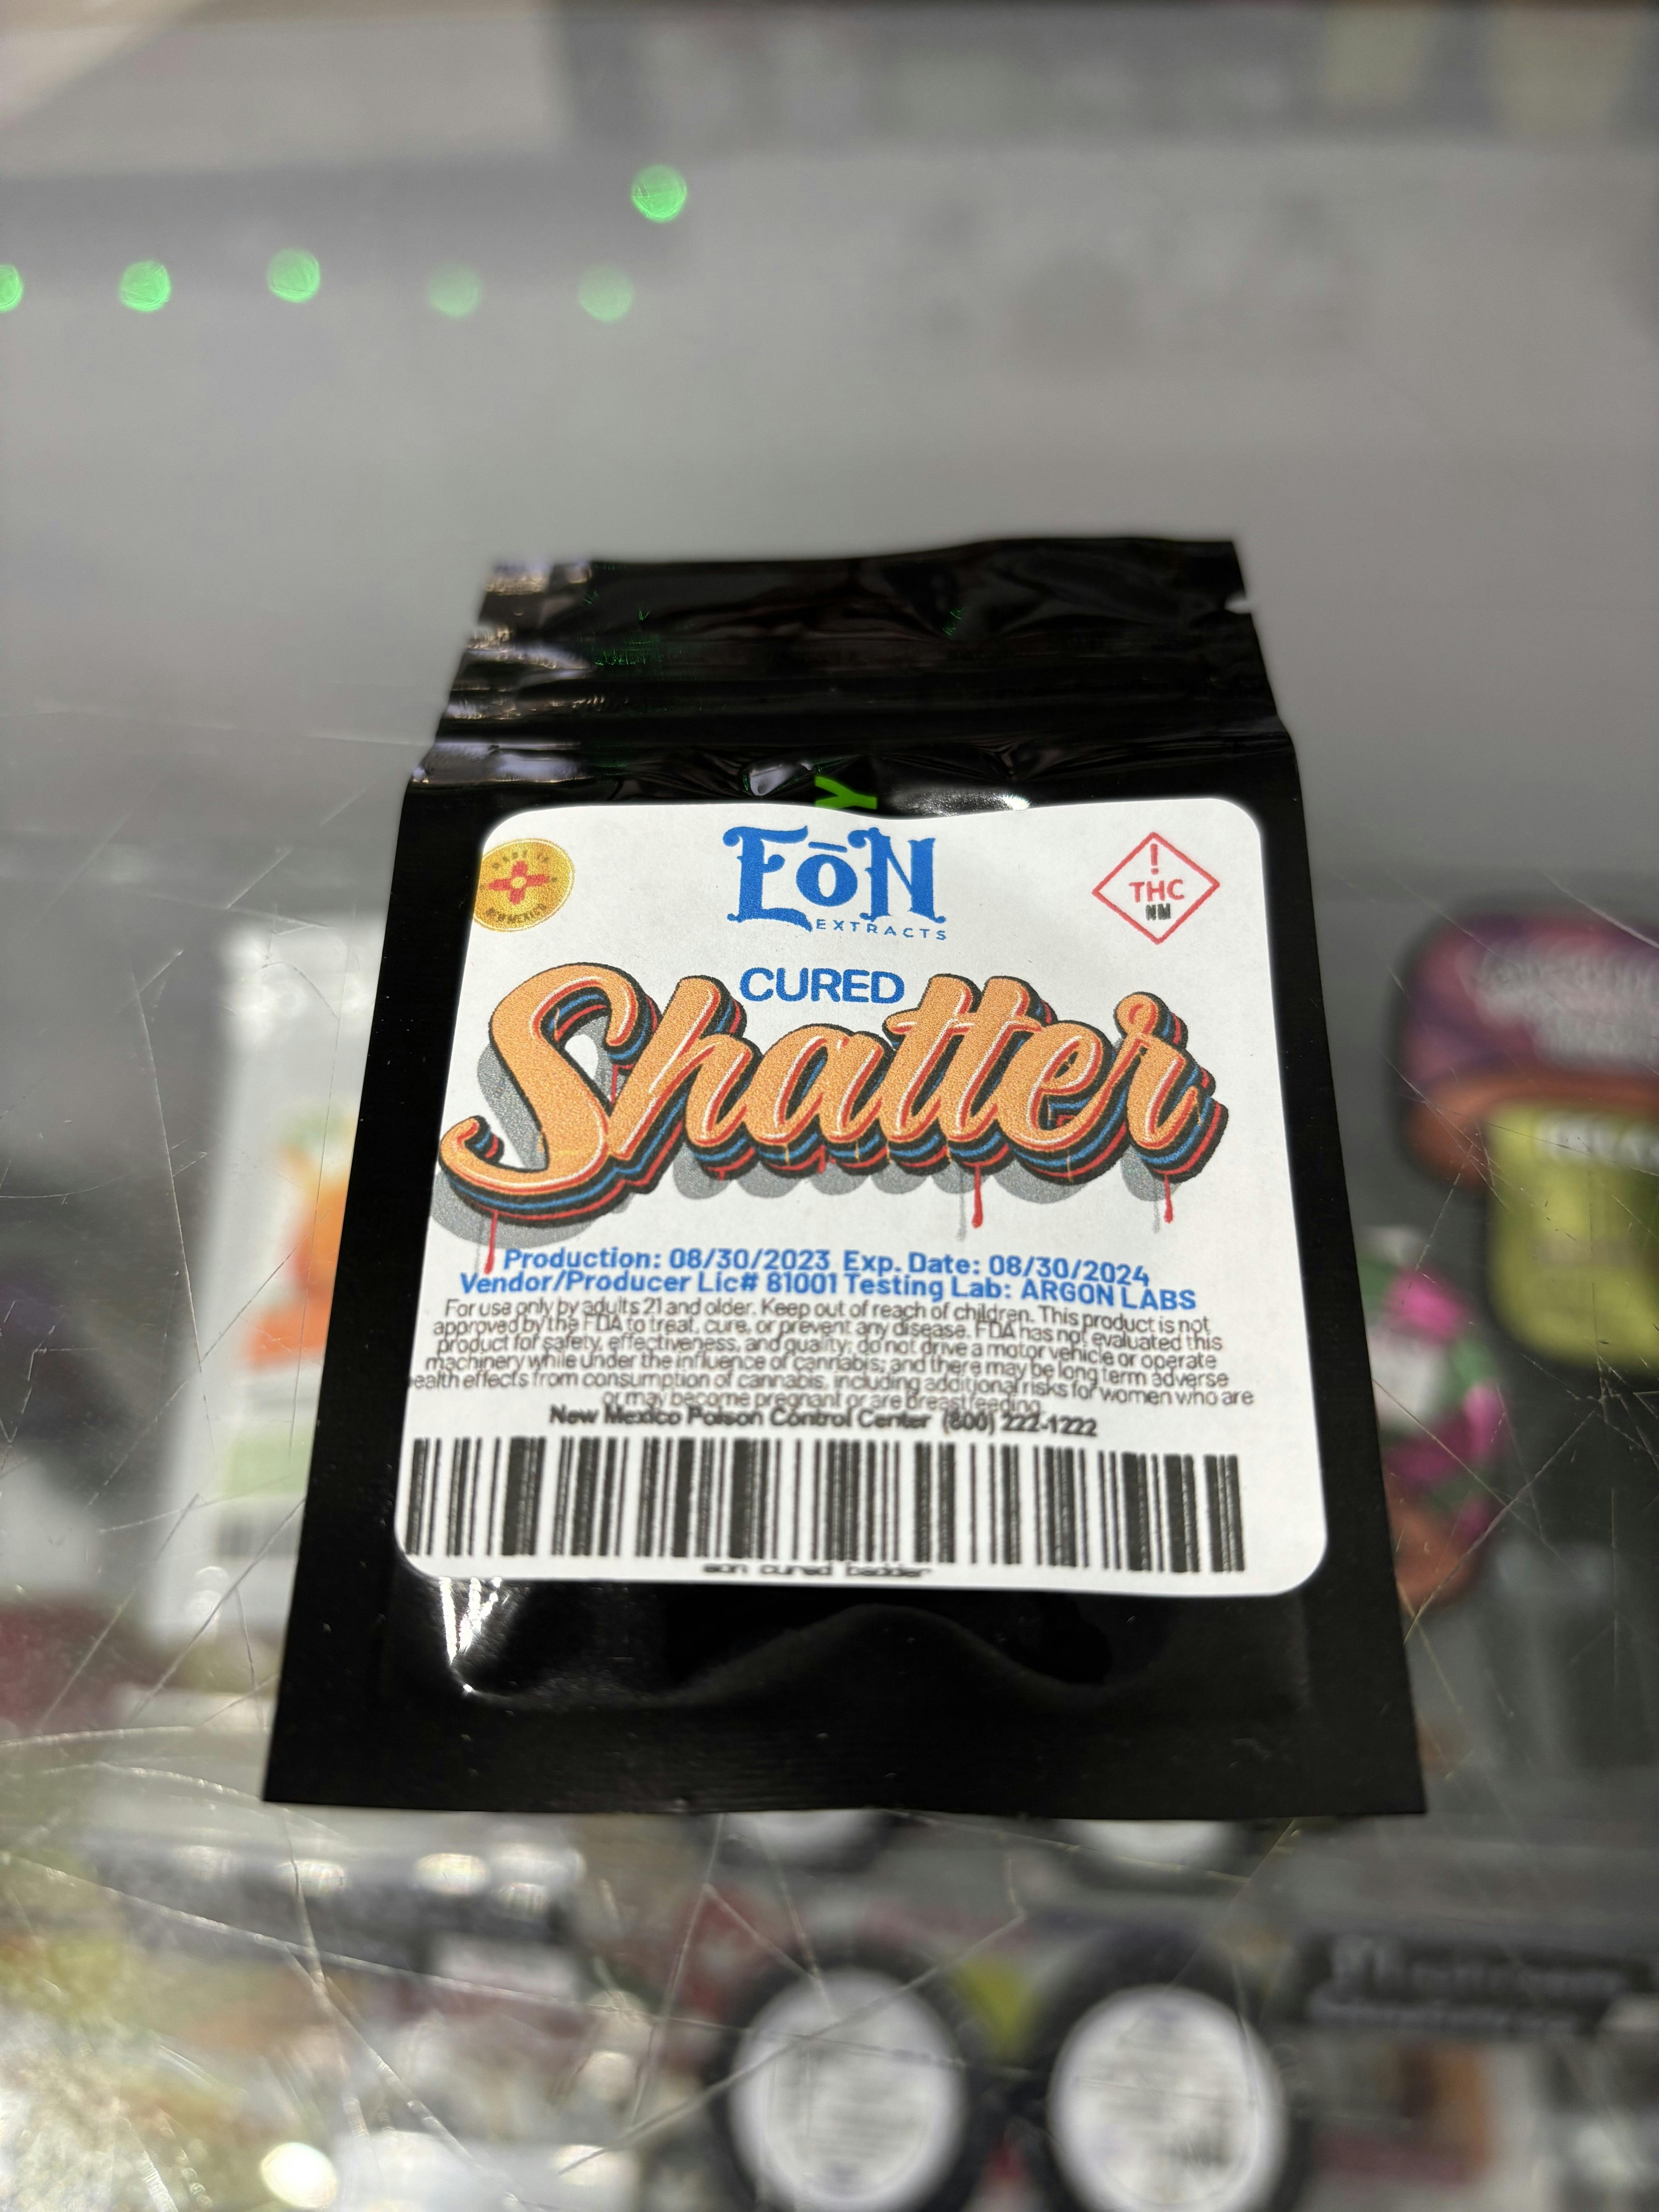 Y
MADE IN
NEW MEXICO
EōN
EXTRACTS
!
THC
NM
CURED
Shatter
Production: 08/30/2023 Exp. Date: 08/30/2024
Vendor/Producer Lic# 81001 Testing Lab: ARGON LABS
For use only by adults 21 and older. Keep out of reach of children. This product is not
approved by the FDA to treat, cure, or prevent any disease. FDA has not evaluated this
product for safety, effectiveness, and quality; do not drive a motor vehicle or operate
machinery while under the influence of cannabis; and there may be long term adverse
ealth effects from consumption of cannabis, including additional risks for women who are
or may become pregnant or are breastfeeding.
New Mexico Poison Control Center (800) 222-1222
eon cured badder